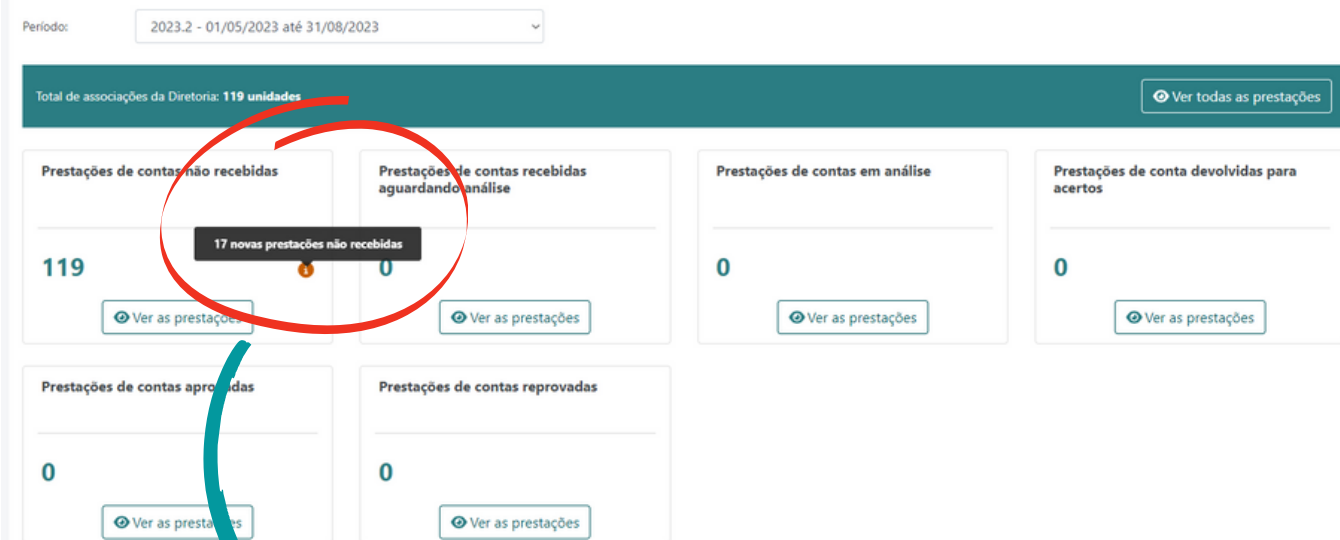 Período:
2023.2 - 01/05/2023 até 31/08/2023
Total de associações da Diretoria: 119 unidades
Ver todas as prestações
Prestações de contas não recebidas
17 novas prestações não recebidas
119
Ver as prestações
Prestações de contas recebidas
aguardando análise
0
Ver as prestações
Prestações de contas em análise
0
Ver as prestações
Prestações de conta devolvidas para
acertos
0
Ver as prestações
Prestações de contas aprovadas
0
Ver as prestações
Prestações de contas reprovadas
0
Ver as prestações